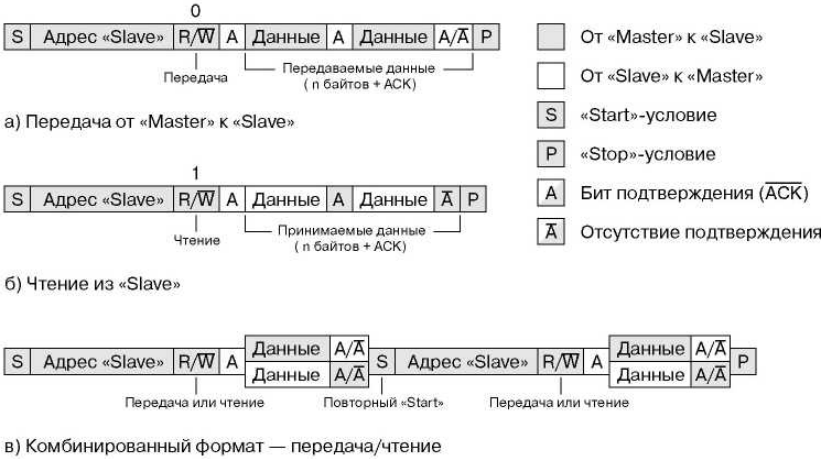 0
S Адрес «Slave» R/W̅ A Данные A Данные A/A̅ P
Передача
Передаваемые данные
( n байтов + ACK)
а) Передача от «Master» к «Slave»
1
S Адрес «Slave» R/W̅ A Данные A Данные A̅ P
Чтение
Принимаемые данные
( n байтов + ACK)
б) Чтение из «Slave»
От «Master» к «Slave»
От «Slave» к «Master»
S «Start»-условие
P «Stop»-условие
A Бит подтверждения (A̅C̅K̅)
A̅ Отсутствие подтверждения
Данные A/A̅ Данные A/A̅
S Адрес «Slave» R/W̅ A S Адрес «Slave» R/W̅ A P
Данные A/A̅ Данные A/A̅
Передача или чтение Повторный «Start» Передача или чтение
в) Комбинированный формат — передача/чтение